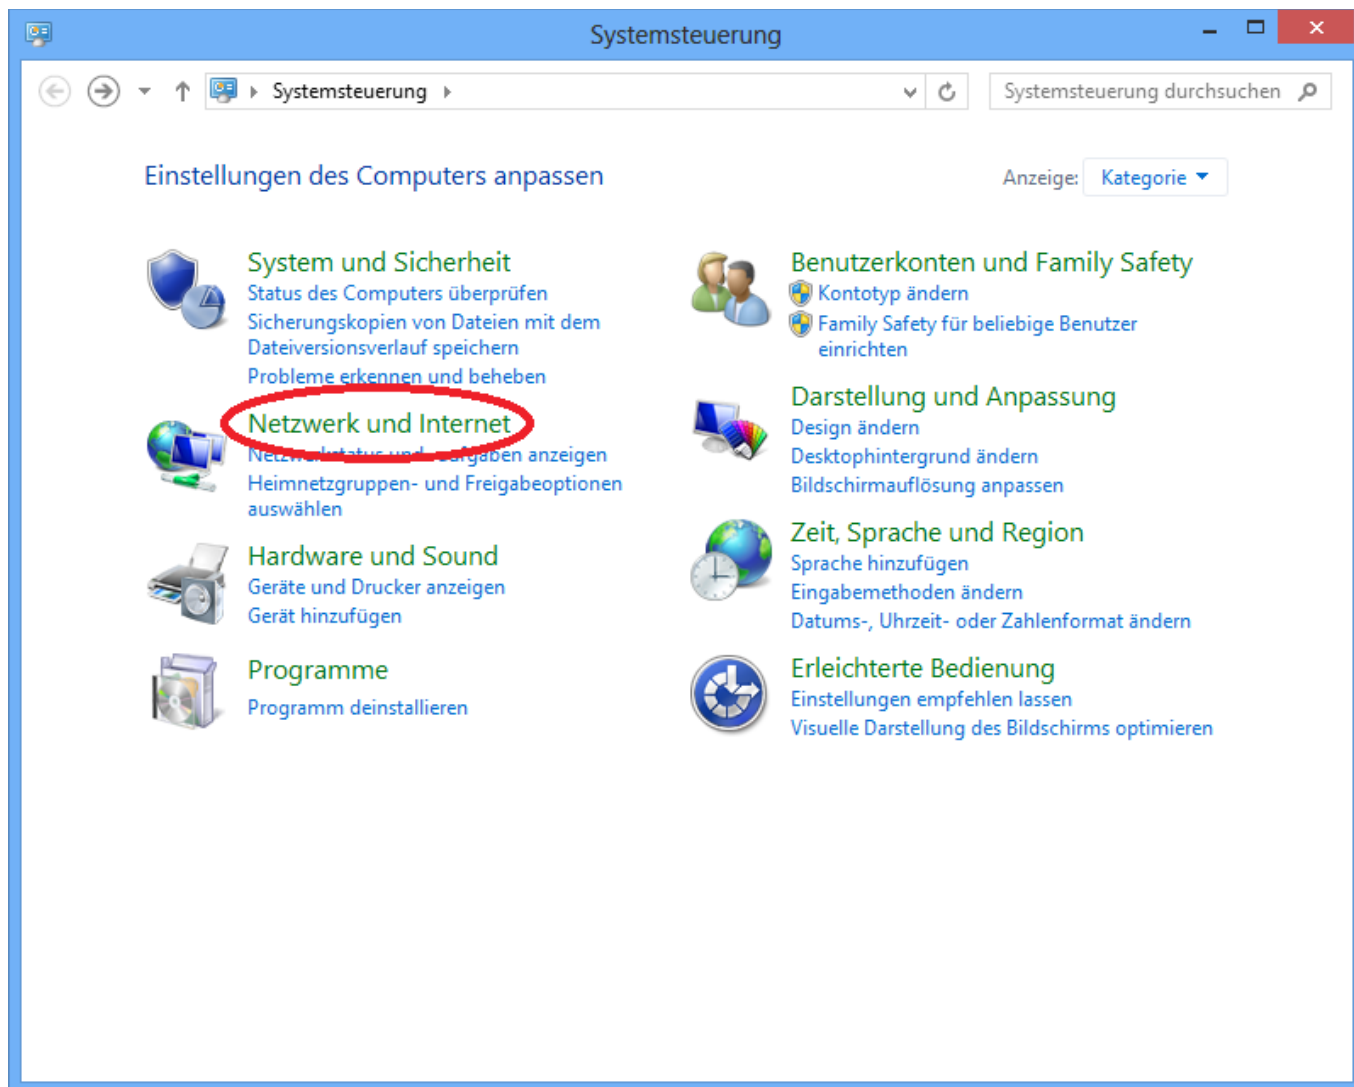 Systemsteuerung
Systemsteuerung
Systemsteuerung durchsuchen
Einstellungen des Computers anpassen
Anzeige: Kategorie
System und Sicherheit
Status des Computers überprüfen
Sicherungskopien von Dateien mit dem
Dateiversionsverlauf speichern
Probleme erkennen und beheben
Netzwerk und Internet
Netzwerkstatus und -aufgaben anzeigen
Heimnetzgruppen- und Freigabeoptionen
auswählen
Hardware und Sound
Geräte und Drucker anzeigen
Gerät hinzufügen
Programme
Programm deinstallieren
Benutzerkonten und Family Safety
Kontotyp ändern
Family Safety für beliebige Benutzer
einrichten
Darstellung und Anpassung
Design ändern
Desktophintergrund ändern
Bildschirmauflösung anpassen
Zeit, Sprache und Region
Sprache hinzufügen
Eingabemethoden ändern
Datums-, Uhrzeit- oder Zahlenformat ändern
Erleichterte Bedienung
Einstellungen empfehlen lassen
Visuelle Darstellung des Bildschirms optimieren